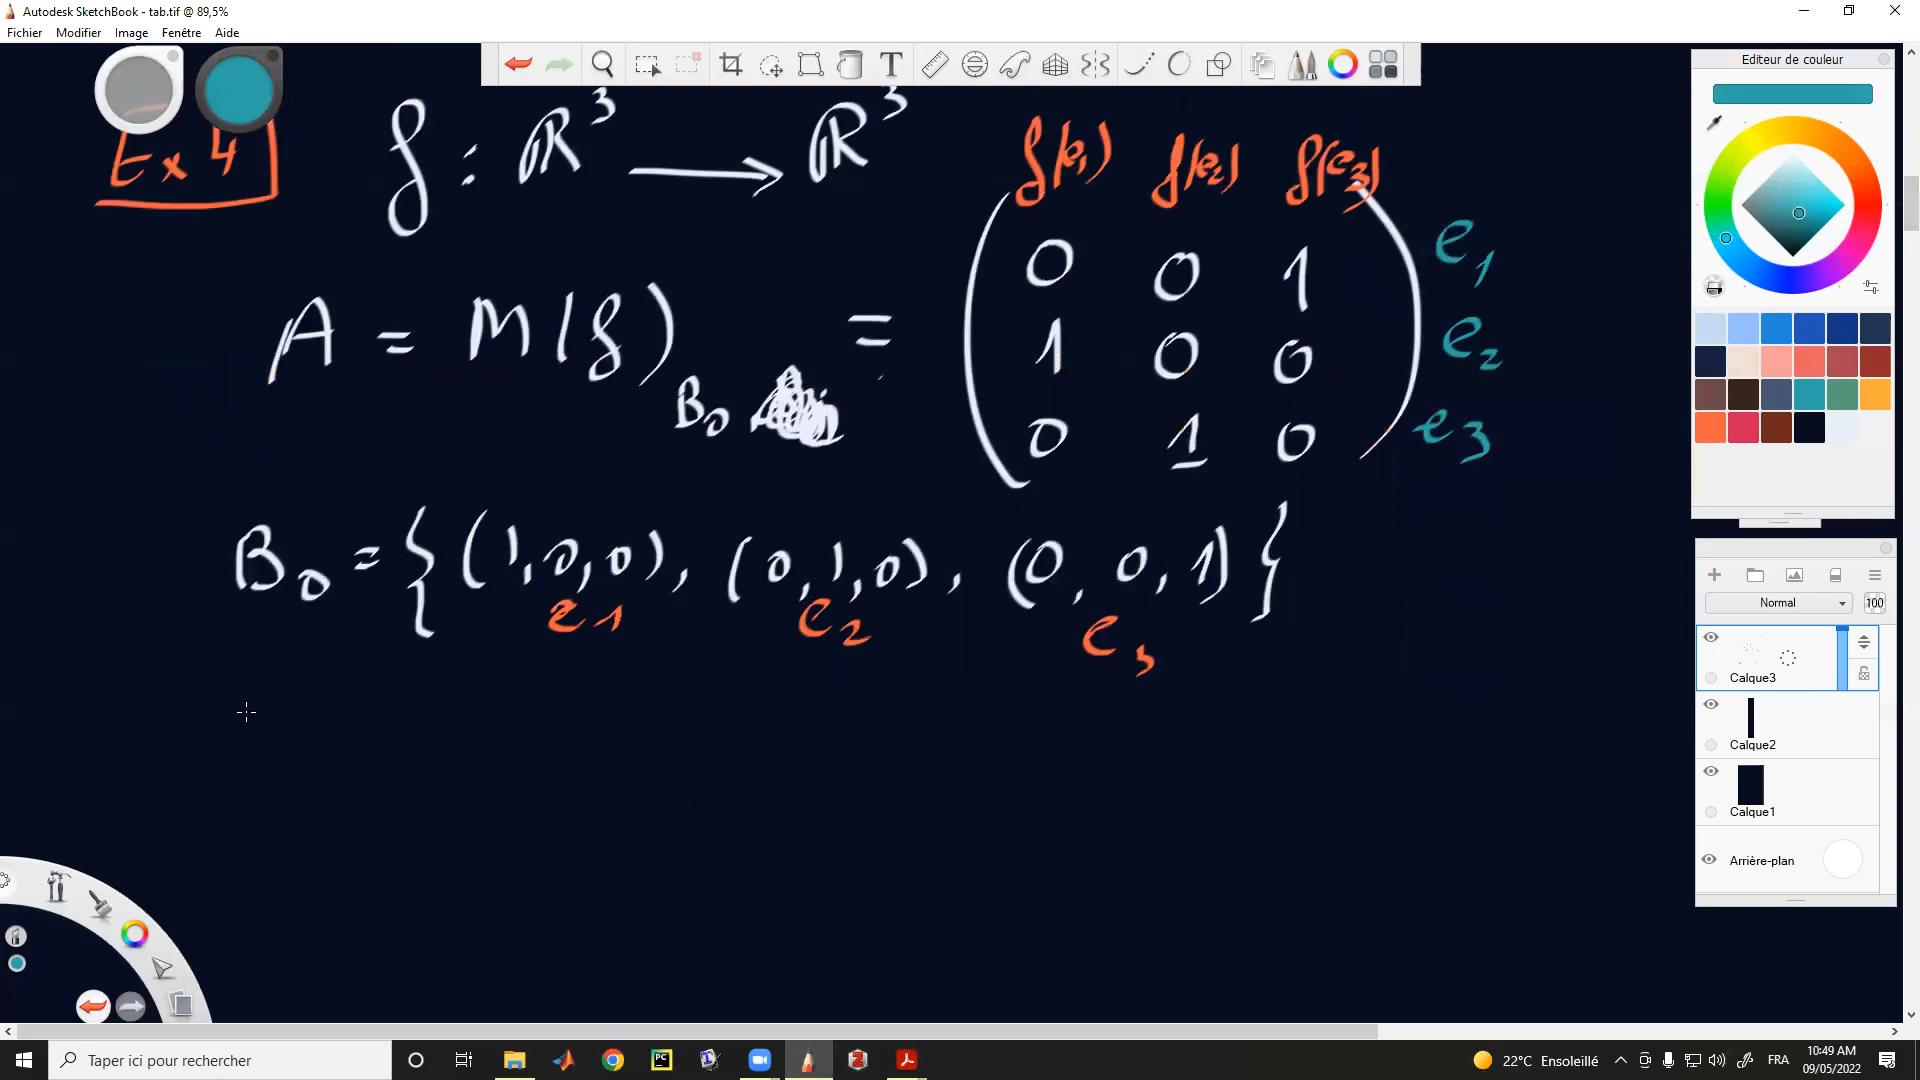 Autodesk SketchBook - tab.tif @ 89,5%
Fichier Modifier Image Fenêtre Aide
Editeur de couleur
Ex 4
f : ℝ³ ⟶ ℝ³
f(e₁) f(e₂) f(e₃)
0 0 1 e₁
A = M(f) B₀ = 1 0 0 e₂
0 1 0 e₃
B₀ = { (1,0,0), (0,1,0), (0,0,1) }
e₁ e₂ e₃
Normal 100
Calque3
Calque2
Calque1
Arrière-plan
Taper ici pour rechercher
22°C Ensoleillé
FRA
10:49 AM
09/05/2022